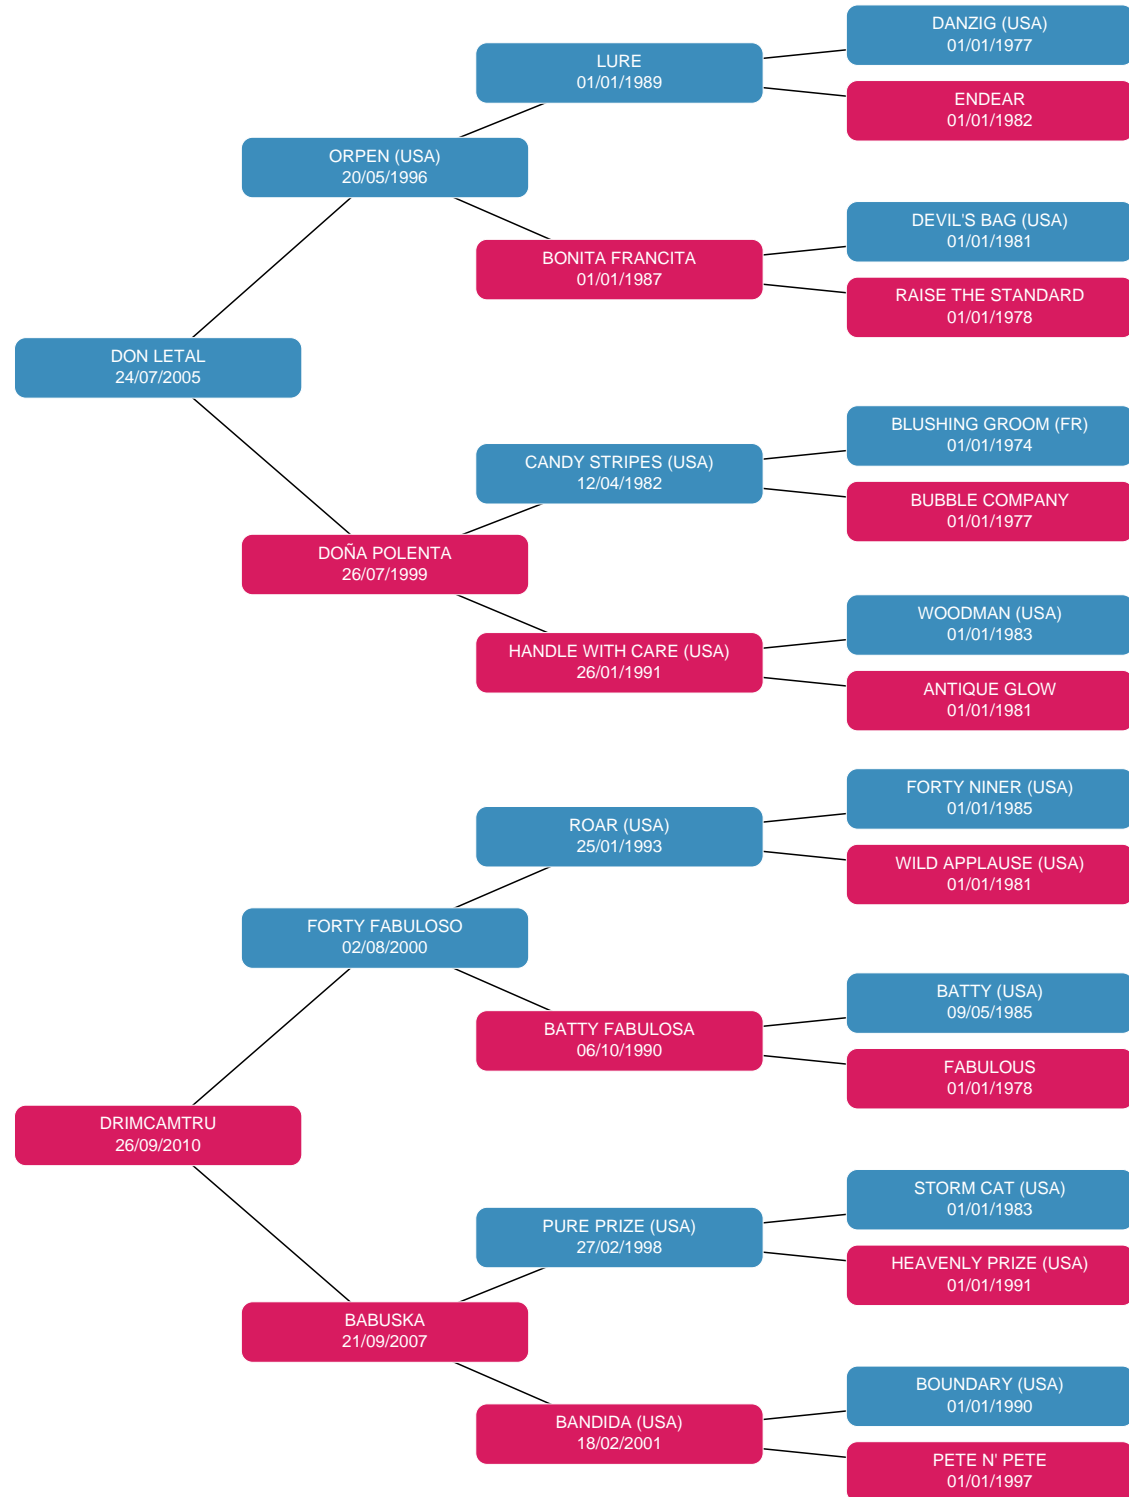 DANZIG (USA)
01/01/1977
LURE
01/01/1989
ENDEAR
01/01/1982
ORPEN (USA)
20/05/1996
DEVIL'S BAG (USA)
01/01/1981
BONITA FRANCITA
01/01/1987
RAISE THE STANDARD
01/01/1978
DON LETAL
24/07/2005
BLUSHING GROOM (FR)
01/01/1974
CANDY STRIPES (USA)
12/04/1982
BUBBLE COMPANY
01/01/1977
DOÑA POLENTA
26/07/1999
WOODMAN (USA)
01/01/1983
HANDLE WITH CARE (USA)
26/01/1991
ANTIQUE GLOW
01/01/1981
FORTY NINER (USA)
01/01/1985
ROAR (USA)
25/01/1993
WILD APPLAUSE (USA)
01/01/1981
FORTY FABULOSO
02/08/2000
BATTY (USA)
09/05/1985
BATTY FABULOSA
06/10/1990
FABULOUS
01/01/1978
DRIMCAMTRU
26/09/2010
STORM CAT (USA)
01/01/1983
PURE PRIZE (USA)
27/02/1998
HEAVENLY PRIZE (USA)
01/01/1991
BABUSKA
21/09/2007
BOUNDARY (USA)
01/01/1990
BANDIDA (USA)
18/02/2001
PETE N' PETE
01/01/1997